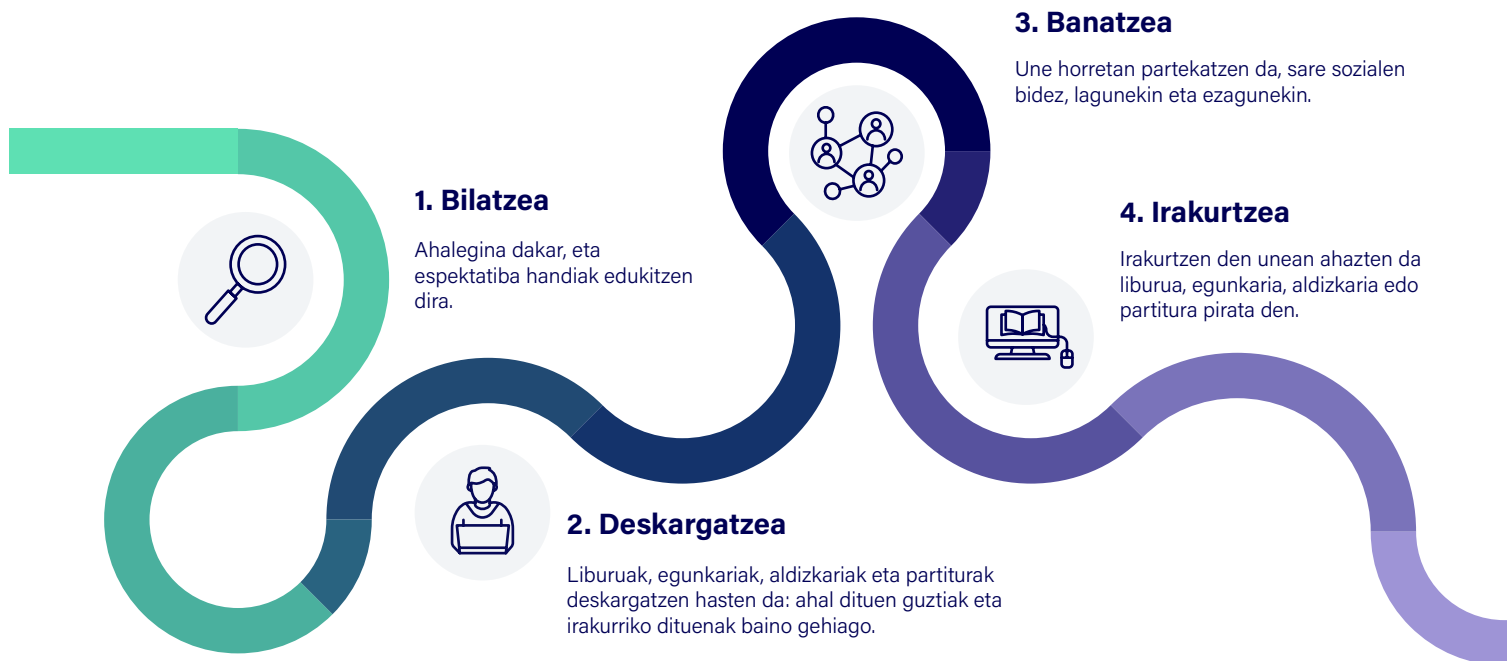 1. Bilatzea
Ahalegina dakar, eta
espektatiba handiak edukitzen
dira.
2. Deskargatzea
Liburuak, egunkariak, aldizkariak eta partiturak
deskargatzen hasten da: ahal dituen guztiak eta
irakurriko dituenak baino gehiago.
3. Banatzea
Une horretan partekatzen da, sare sozialen
bidez, lagunekin eta ezagunekin.
4. Irakurtzea
Irakurtzen den unean ahazten da
liburua, egunkaria, aldizkaria edo
partitura pirata den.